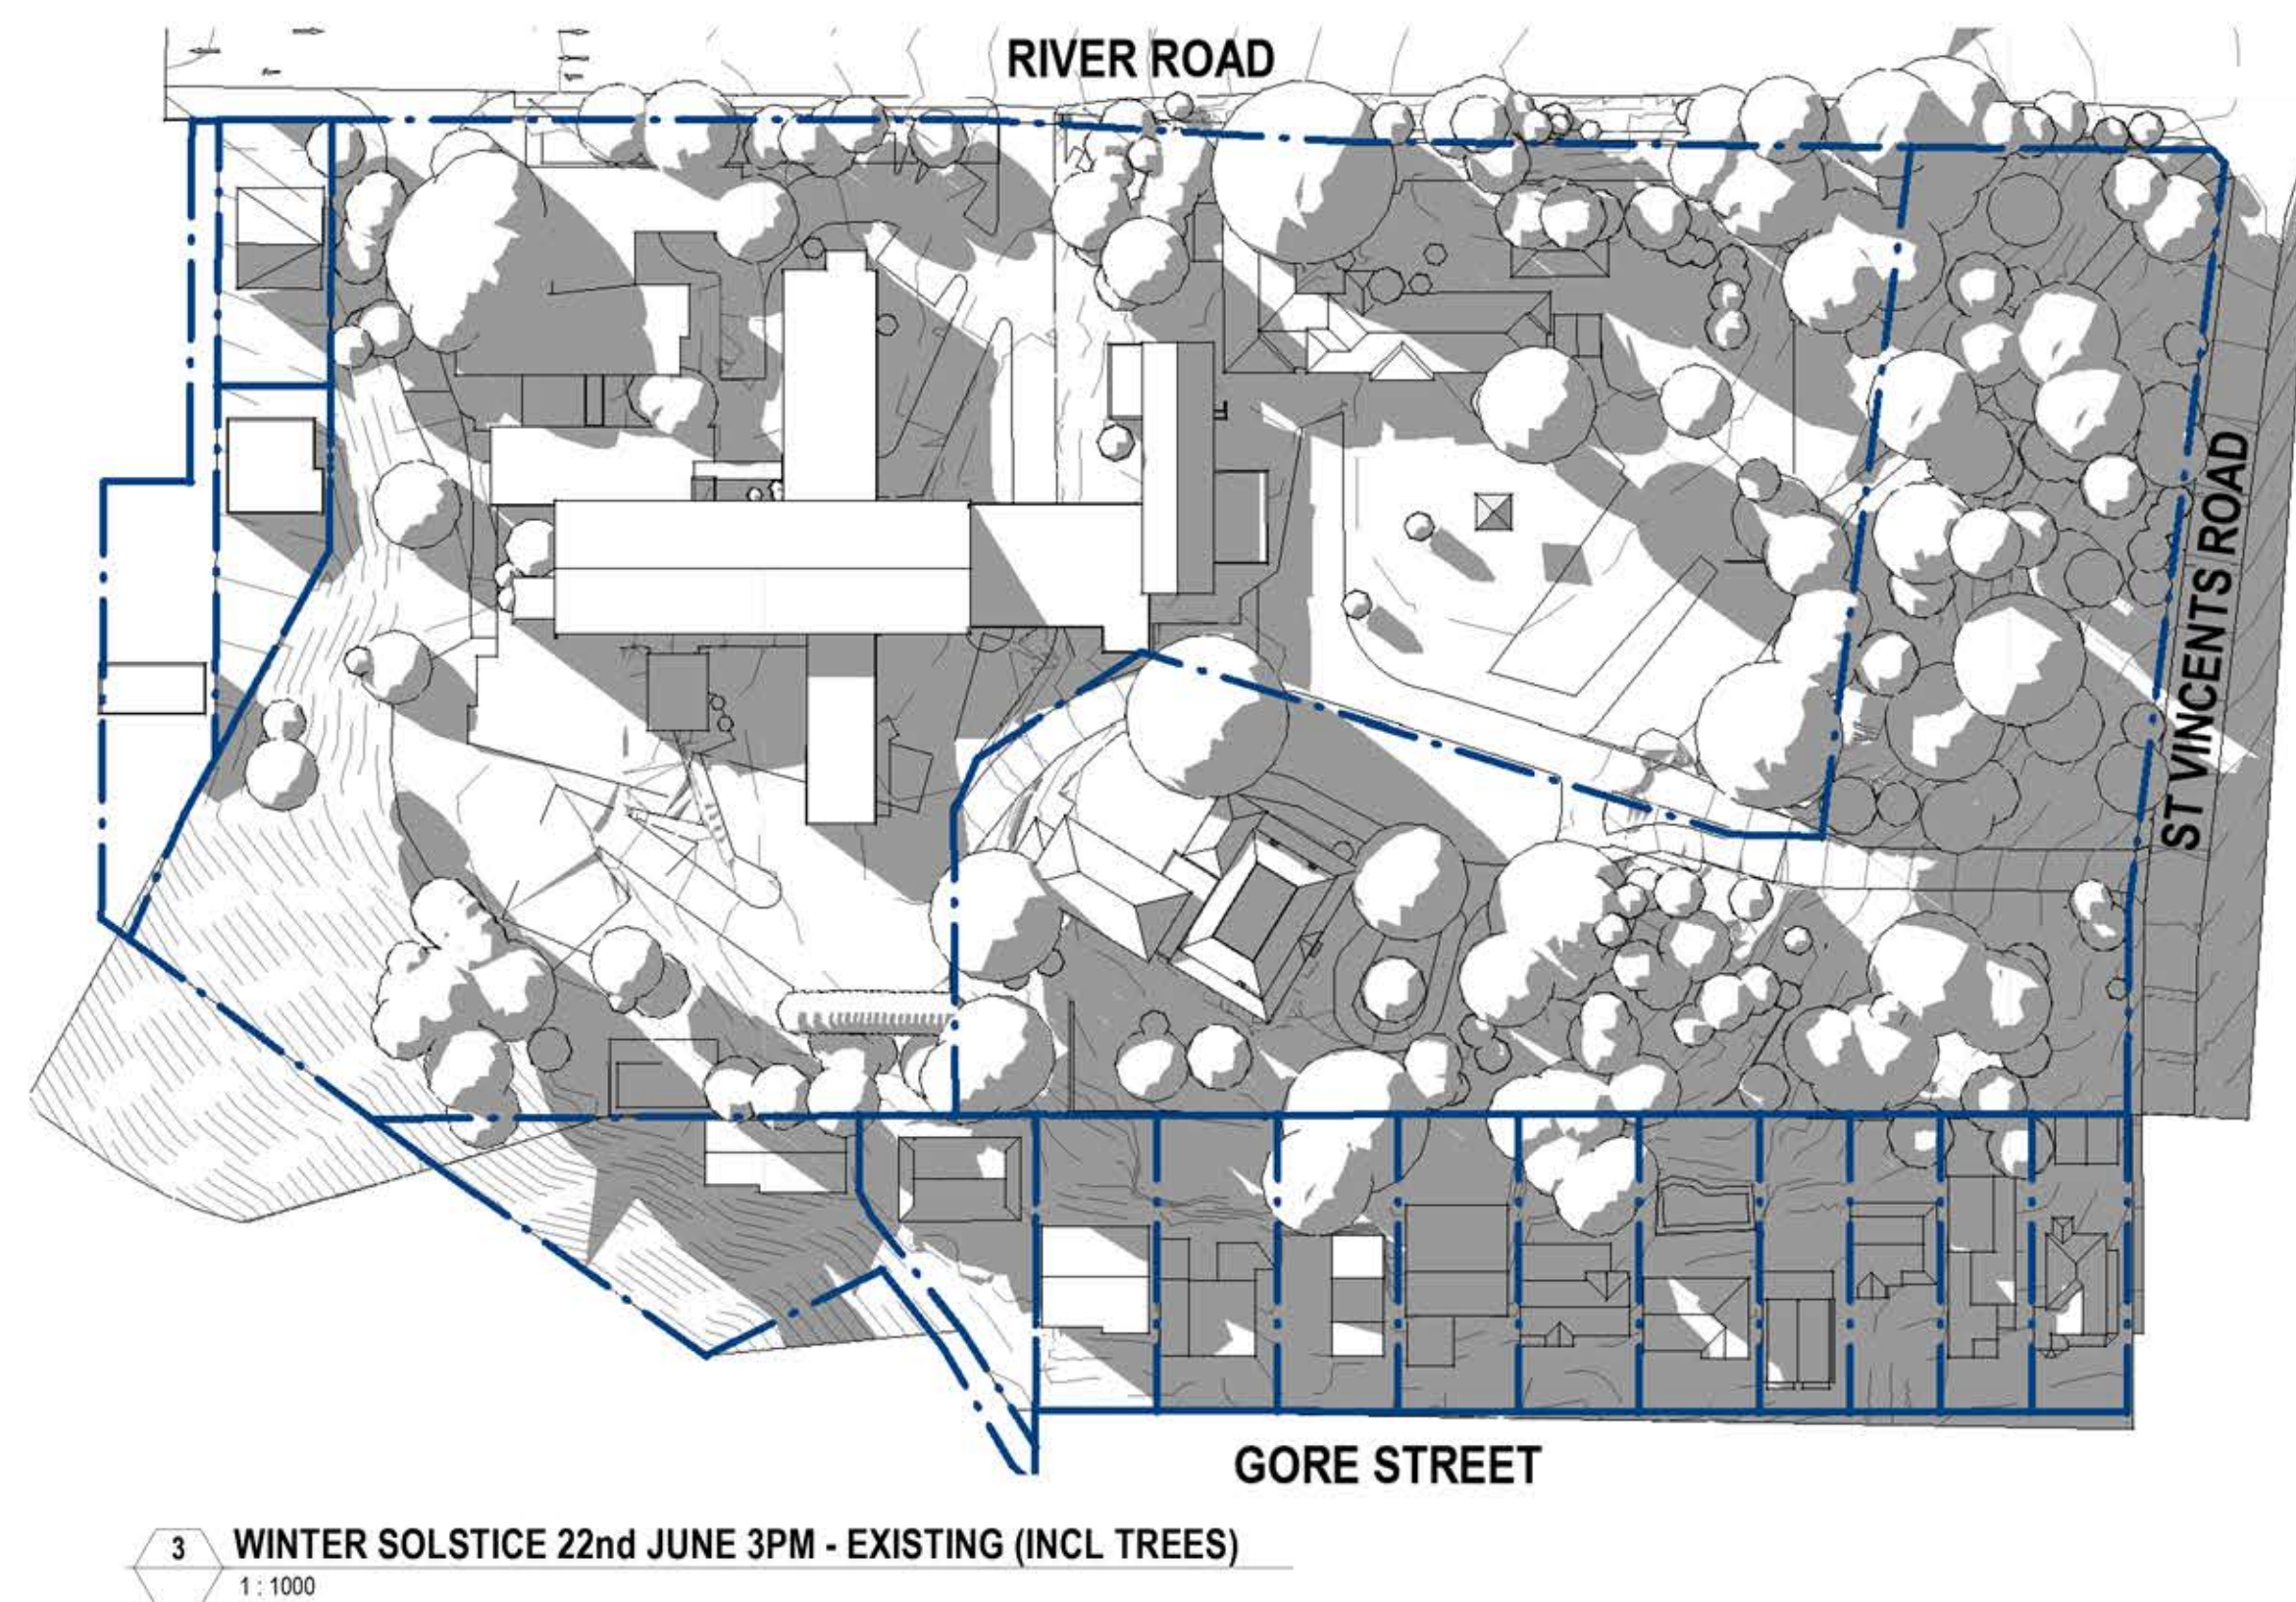 RIVER ROAD
ST VINCENTS ROAD
GORE STREET
3 WINTER SOLSTICE 22nd JUNE 3PM - EXISTING (INCL TREES)
1 : 1000